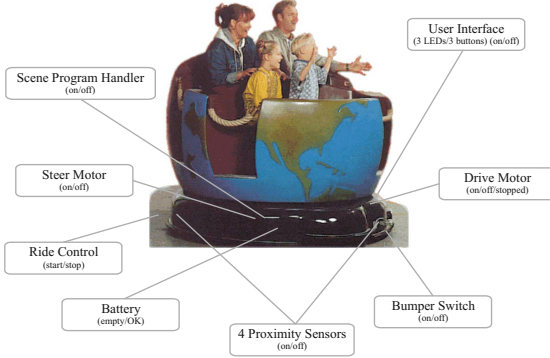 User Interface
(3 LEDs/3 buttons) (on/off)
Scene Program Handler
(on/off)
Steer Motor
(on/off)
Drive Motor
(on/off/stopped)
Ride Control
(start/stop)
Battery
(empty/OK)
Bumper Switch
(on/off)
4 Proximity Sensors
(on/off)